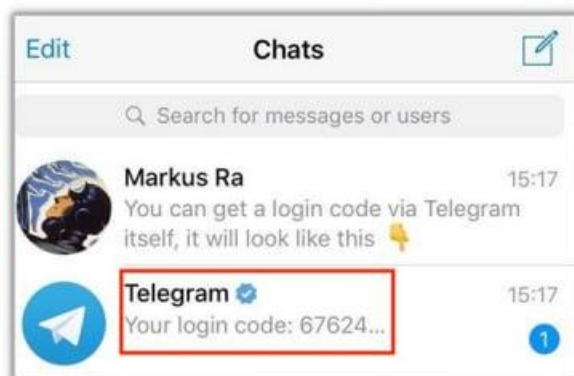 Edit Chats
Search for messages or users
Markus Ra 15:17
You can get a login code via Telegram
itself, it will look like this 👇
Telegram 15:17
Your login code: 67624...
1